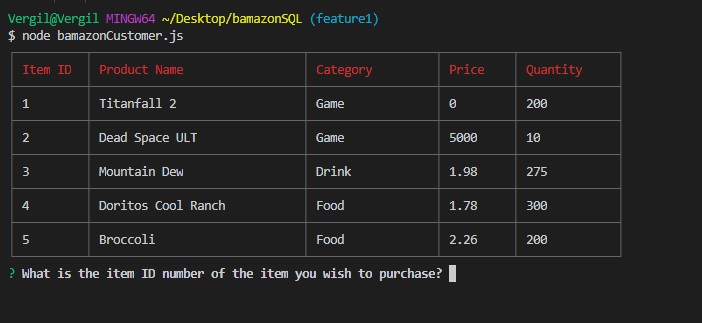 Vergil@Vergil MINGW64 ~/Desktop/bamazonSQL (feature1)
$ node bamazonCustomer.js
Item ID Product Name Category Price Quantity
1 Titanfall 2 Game 0 200
2 Dead Space ULT Game 5000 10
3 Mountain Dew Drink 1.98 275
4 Doritos Cool Ranch Food 1.78 300
5 Broccoli Food 2.26 200
? What is the item ID number of the item you wish to purchase?